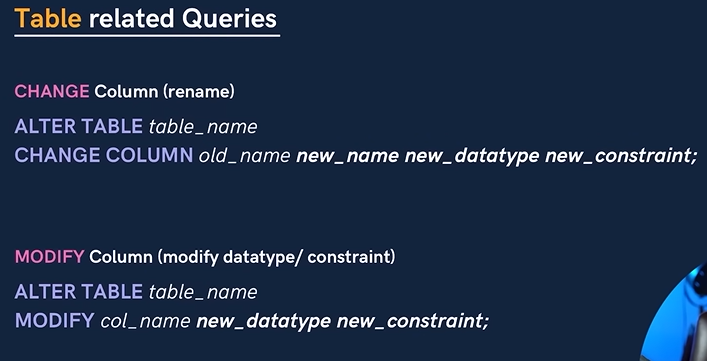 Table related Queries
CHANGE Column (rename)
ALTER TABLE table_name
CHANGE COLUMN old_name new_name new_datatype new_constraint;
MODIFY Column (modify datatype/ constraint)
ALTER TABLE table_name
MODIFY col_name new_datatype new_constraint;